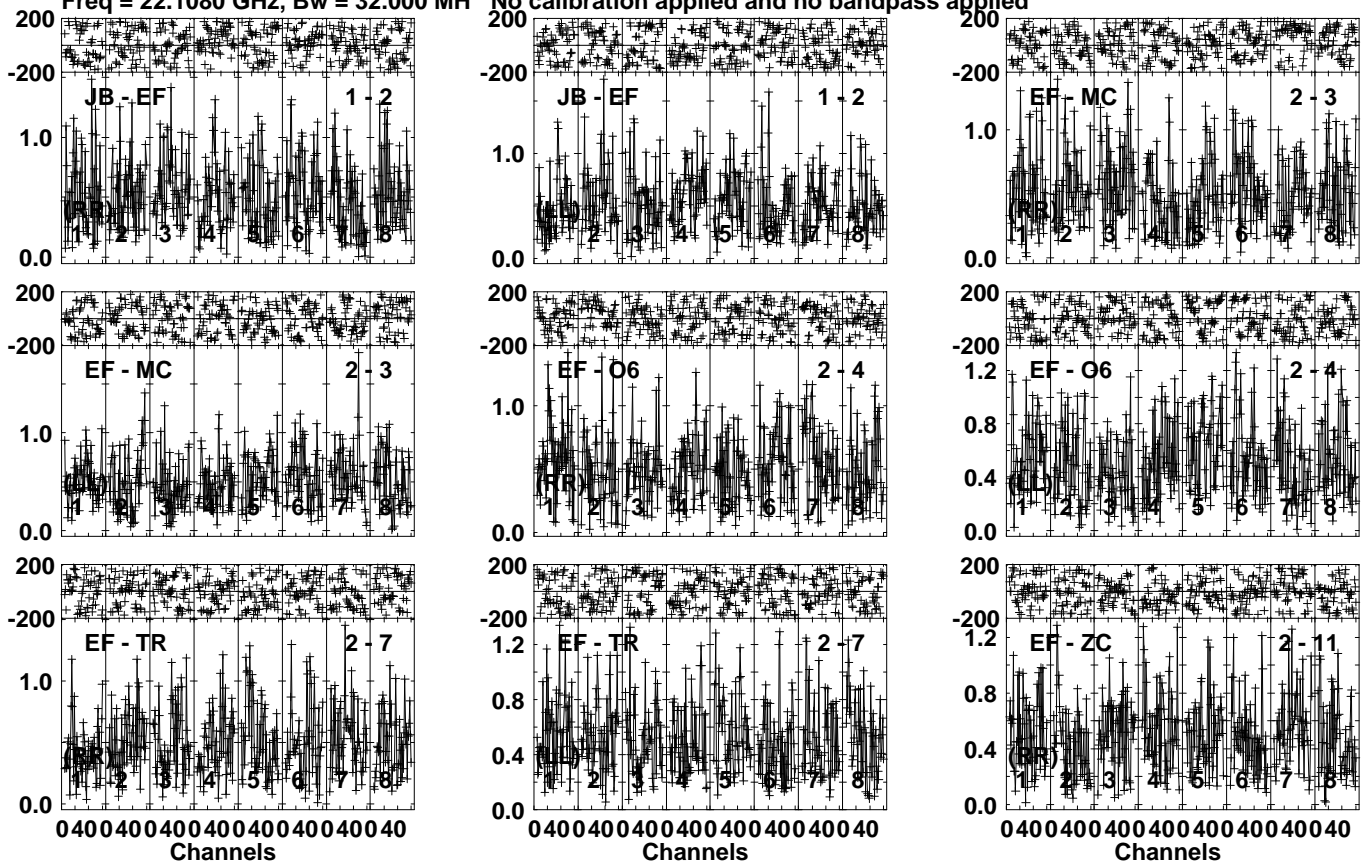 Freq = 22.1080 GHz, Bw = 32.000 MH No calibration applied and no bandpass applied
200 200 200
-200 -200 -200
JB - EF 1 - 2 JB - EF 1 - 2 EF - MC 2 - 3
1.0 1.0 1.0
(RR) (LL) (RR)
1 2 3 4 5 6 7 8 1 2 3 4 5 6 7 8 1 2 3 4 5 6 7 8
0.0 0.0 0.0
200 200 200
-200 -200 -200
EF - MC 2 - 3 EF - O6 2 - 4 EF - O6 2 - 4
1.2
1.0 1.0 0.8
(LL) (RR) (LL)
0.4
1 2 3 4 5 6 7 8 1 2 3 4 5 6 7 8 1 2 3 4 5 6 7 8
0.0 0.0 0.0
200 200 200
-200 -200 -200
EF - TR 2 - 7 EF - TR 2 - 7 EF - ZC 2 - 11
1.2 1.2
1.0 0.8 0.8
(RR) (LL) (RR)
0.4 0.4
1 2 3 4 5 6 7 8 1 2 3 4 5 6 7 8 1 2 3 4 5 6 7 8
0.0 0.0 0.0
0 40 0 40 0 40 0 40 0 40 0 40 0 40 0 40 0 40 0 40 0 40 0 40 0 40 0 40 0 40 0 40 0 40 0 40 0 40 0 40 0 40 0 40 0 40 0 40
Channels Channels Channels